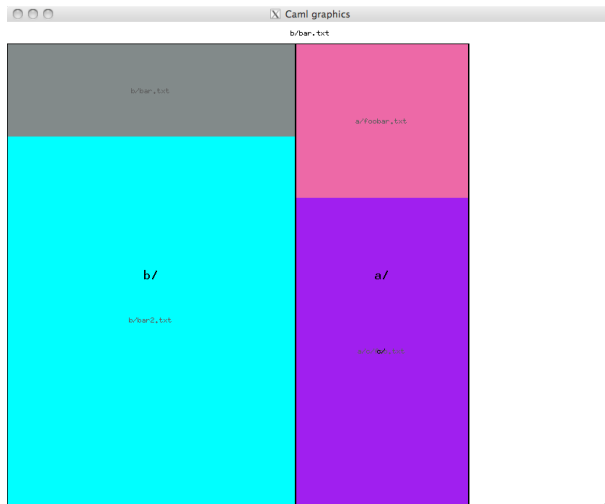 Caml graphics
b/bar.txt
b/bar.txt
a/foobar.txt
b/
a/
b/bar2.txt
c/